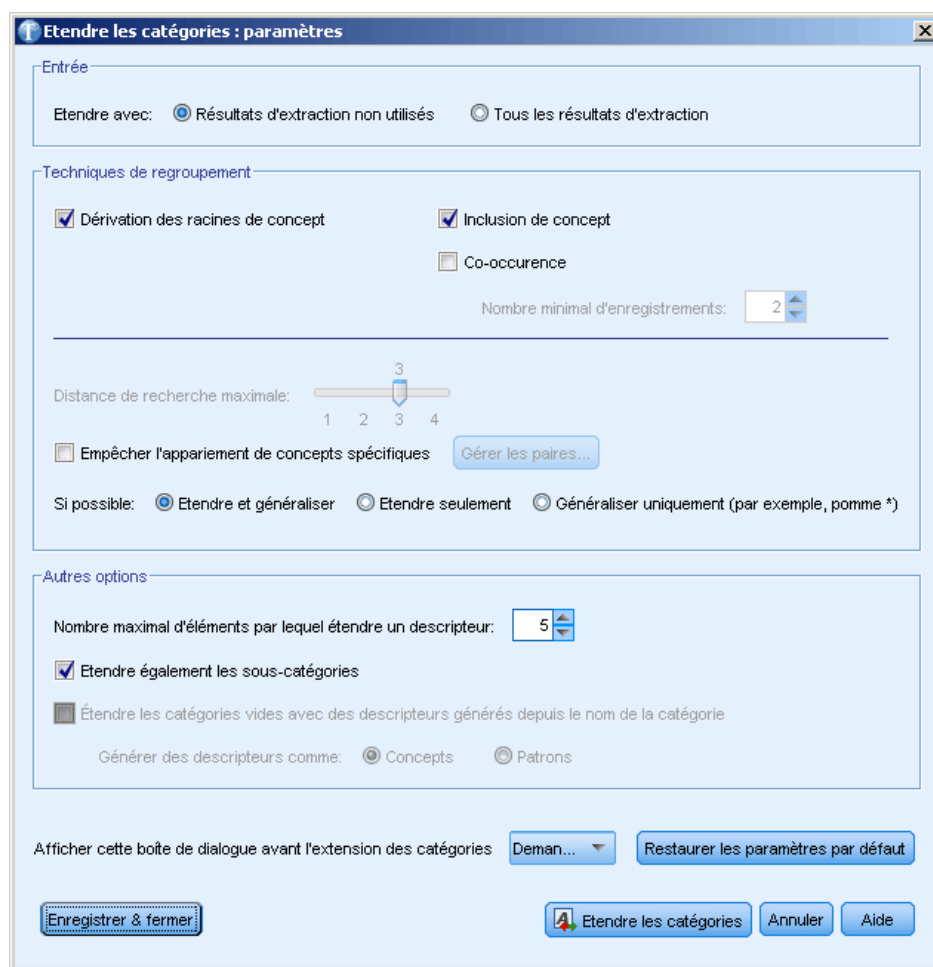 Etendre les catégories : paramètres
Entrée
Etendre avec: Résultats d'extraction non utilisés Tous les résultats d'extraction
Techniques de regroupement
Dérivation des racines de concept Inclusion de concept
Co-occurence
Nombre minimal d'enregistrements: 2
3
Distance de recherche maximale:
1 2 3 4
Empêcher l'appariement de concepts spécifiques Gérer les paires...
Si possible: Etendre et généraliser Etendre seulement Généraliser uniquement (par exemple, pomme *)
Autres options
Nombre maximal d'éléments par lequel étendre un descripteur: 5
Etendre également les sous-catégories
Étendre les catégories vides avec des descripteurs générés depuis le nom de la catégorie
Générer des descripteurs comme: Concepts Patrons
Afficher cette boîte de dialogue avant l'extension des catégories Deman... Restaurer les paramètres par défaut
Enregistrer & fermer Etendre les catégories Annuler Aide